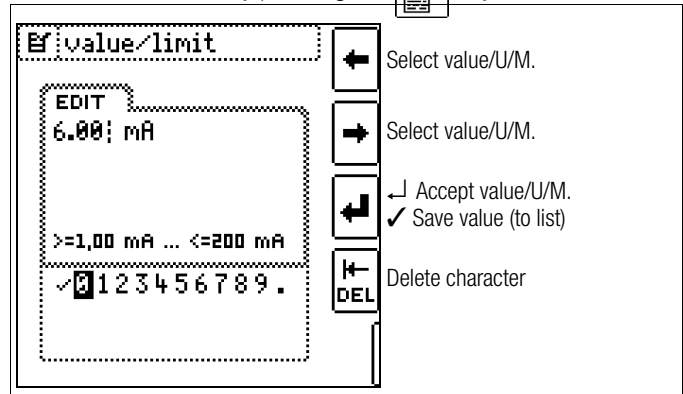 value/limit
Select value/U/M.
EDIT
6.00 mA
Select value/U/M.
↵ Accept value/U/M.
✓ Save value (to list)
>=1,00 mA ... <=200 mA
✓0123456789.
DEL
Delete character